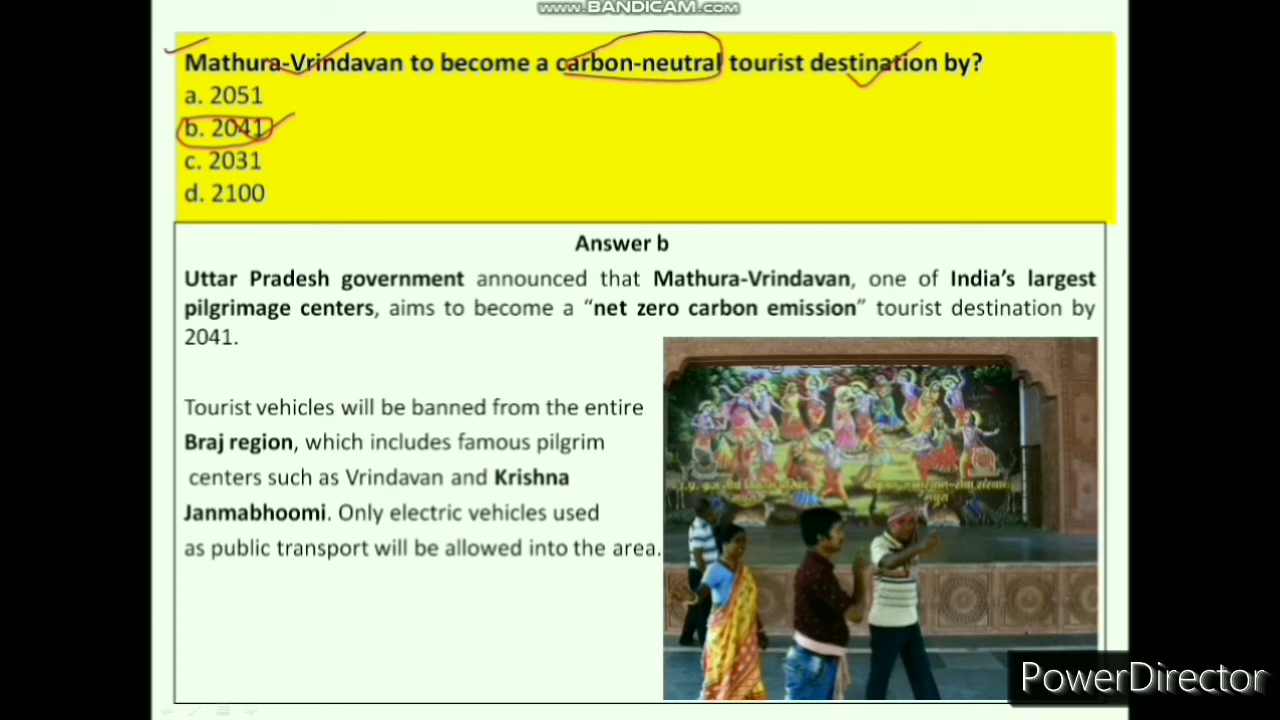 www.BANDICAM.com
Mathura-Vrindavan to become a carbon-neutral tourist destination by?
a. 2051
b. 2041
c. 2031
d. 2100
Answer b
Uttar Pradesh government announced that Mathura-Vrindavan, one of India’s largest
pilgrimage centers, aims to become a “net zero carbon emission” tourist destination by
2041.
Tourist vehicles will be banned from the entire
Braj region, which includes famous pilgrim
centers such as Vrindavan and Krishna
Janmabhoomi. Only electric vehicles used
as public transport will be allowed into the area.
PowerDirector